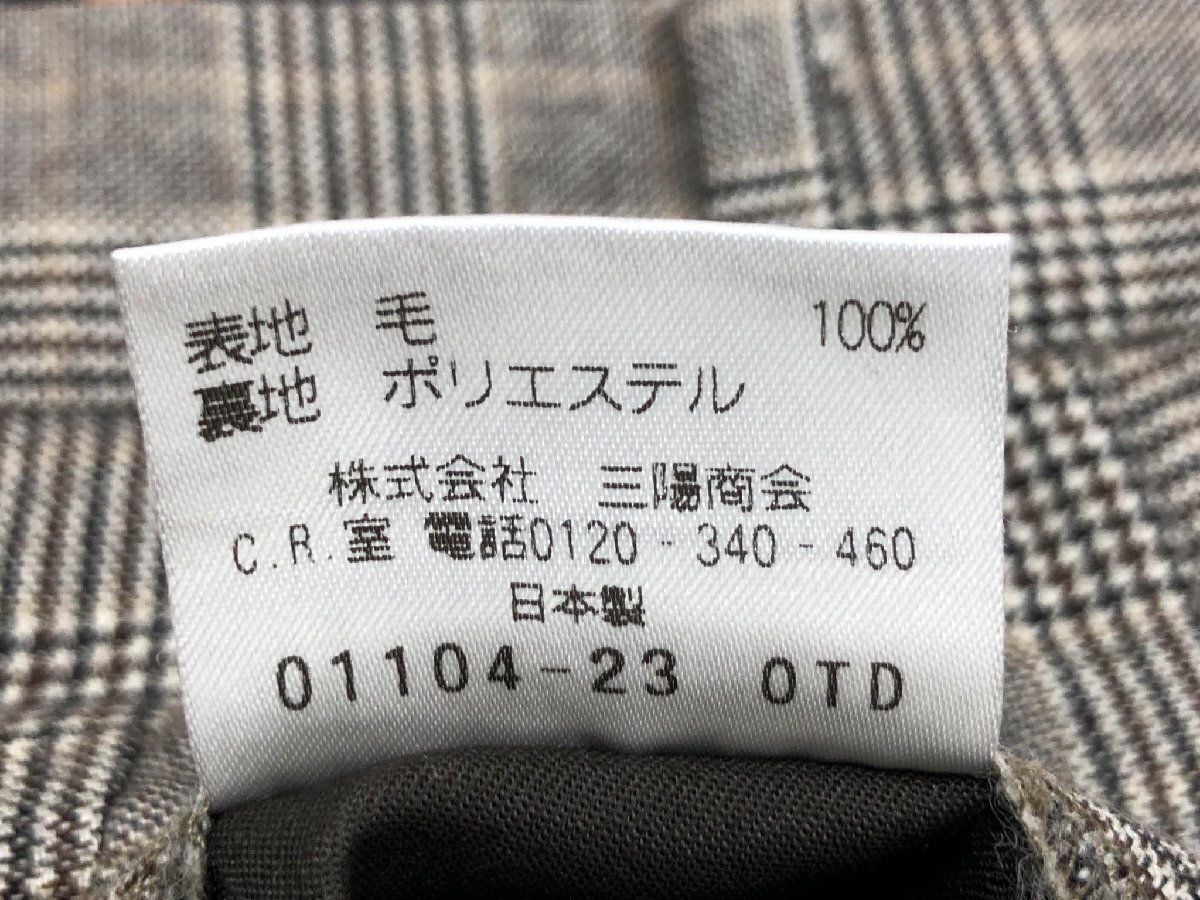 表地 毛 100%
裏地 ポリエステル
株式会社 三陽商会
C.R.室 電話0120-340-460
日本製
01104-23 OTD